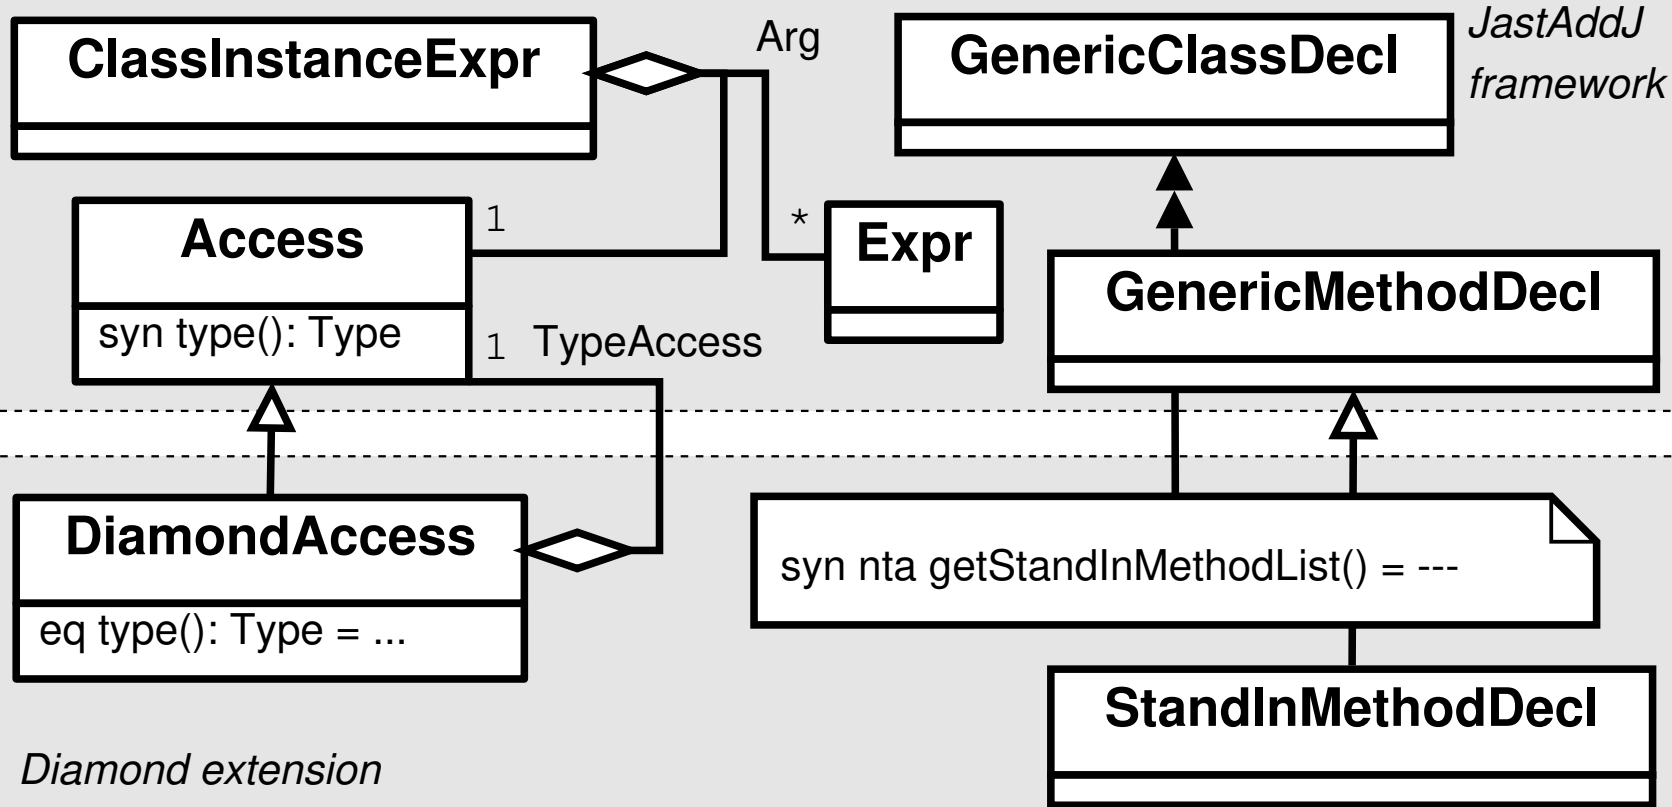 ClassInstanceExpr
Arg
GenericClassDecl
JastAddJ
framework
Access
1
*
Expr
syn type(): Type
1 TypeAccess
GenericMethodDecl
DiamondAccess
eq type(): Type = ...
syn nta getStandInMethodList() = ---
StandInMethodDecl
Diamond extension